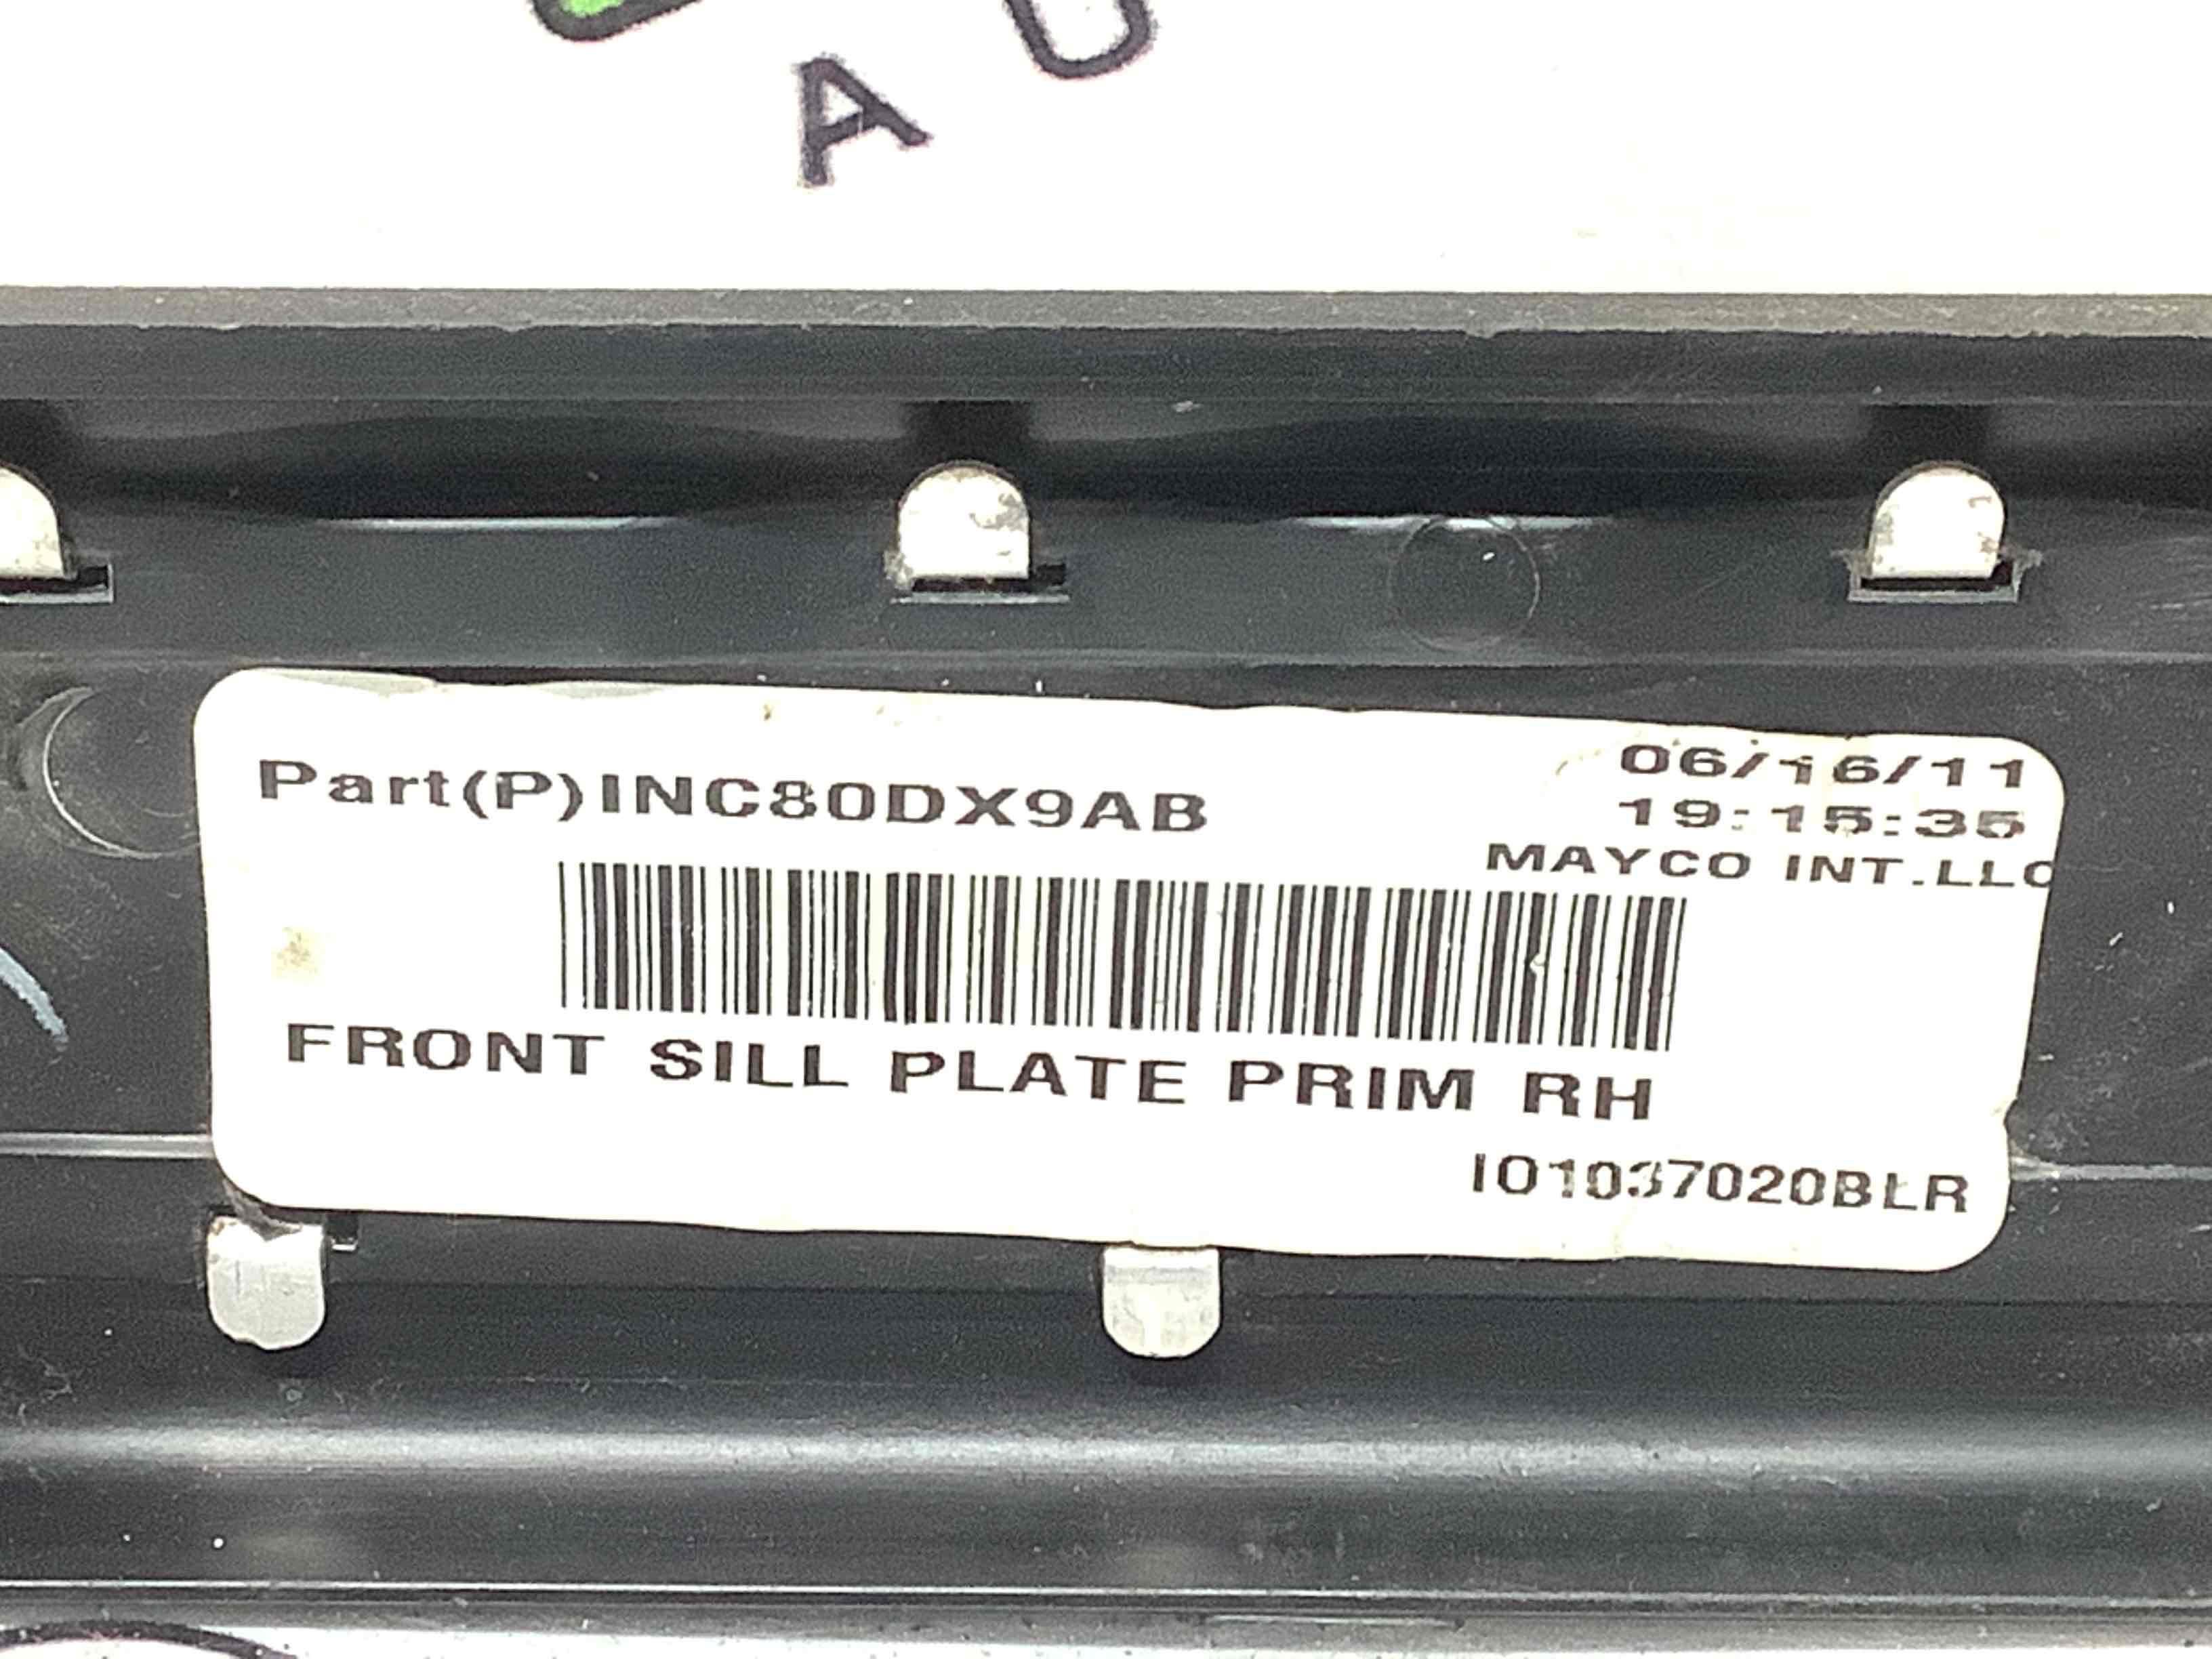 A U
Part(P)INC80DX9AB
06/16/11
19:15:35
MAYCO INT.LLC
FRONT SILL PLATE PRIM RH
I01037020BLR